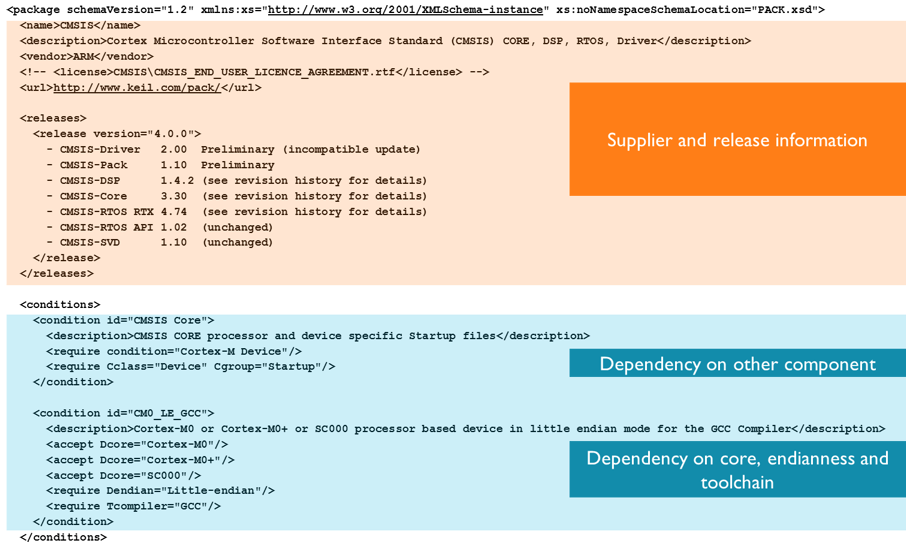 <package schemaVersion="1.2" xmlns:xs="http://www.w3.org/2001/XMLSchema-instance" xs:noNamespaceSchemaLocation="PACK.xsd">
<name>CMSIS</name>
<description>Cortex Microcontroller Software Interface Standard (CMSIS) CORE, DSP, RTOS, Driver</description>
<vendor>ARM</vendor>
<!-- <license>CMSIS\CMSIS_END_USER_LICENCE_AGREEMENT.rtf</license> -->
<url>http://www.keil.com/pack/</url>
<releases>
<release version="4.0.0">
- CMSIS-Driver 2.00 Preliminary (incompatible update)
- CMSIS-Pack 1.10 Preliminary
- CMSIS-DSP 1.4.2 (see revision history for details)
- CMSIS-Core 3.30 (see revision history for details)
- CMSIS-RTOS RTX 4.74 (see revision history for details)
- CMSIS-RTOS API 1.02 (unchanged)
- CMSIS-SVD 1.10 (unchanged)
</release>
</releases>
Supplier and release information
<conditions>
<condition id="CMSIS Core">
<description>CMSIS CORE processor and device specific Startup files</description>
<require condition="Cortex-M Device"/>
<require Cclass="Device" Cgroup="Startup"/>
</condition>
Dependency on other component
<condition id="CM0_LE_GCC">
<description>Cortex-M0 or Cortex-M0+ or SC000 processor based device in little endian mode for the GCC Compiler</description>
<accept Dcore="Cortex-M0"/>
<accept Dcore="Cortex-M0+"/>
<accept Dcore="SC000"/>
<require Dendian="Little-endian"/>
<require Tcompiler="GCC"/>
</condition>
Dependency on core, endianness and
toolchain
</conditions>